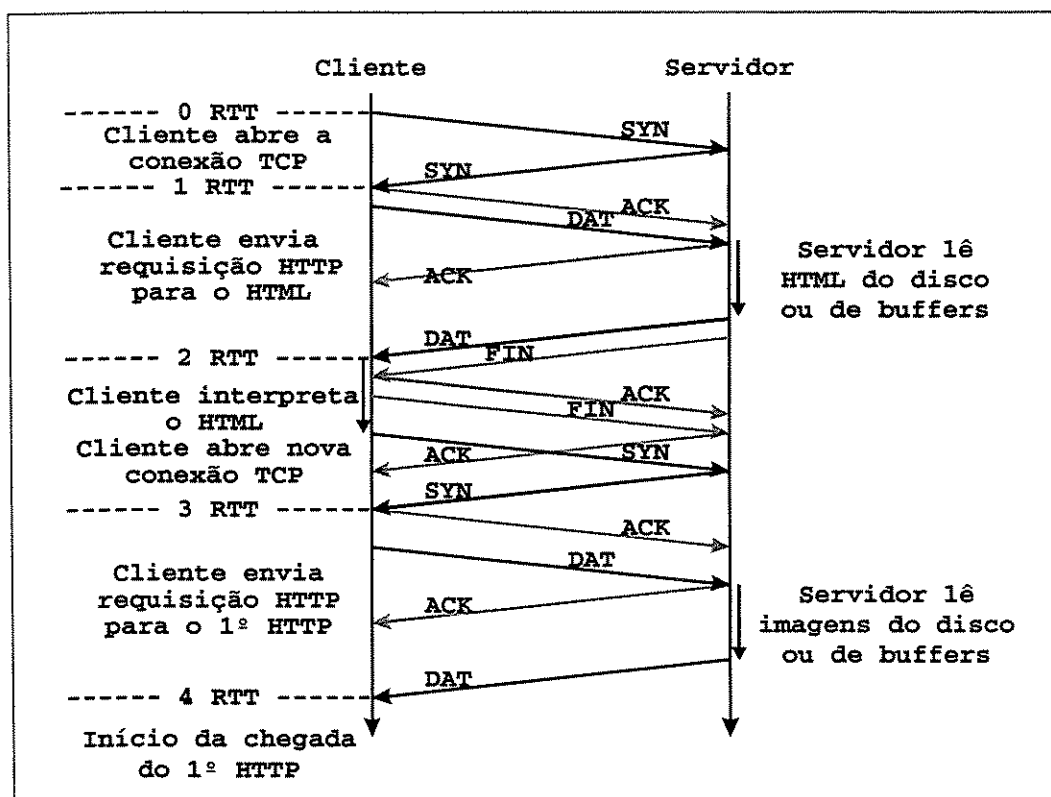 Cliente
Servidor
------ 0 RTT ------
SYN
Cliente abre a
conexão TCP
SYN
------ 1 RTT ------
ACK
DAT
Cliente envia
requisição HTTP
para o HTML
ACK
Servidor lê
HTML do disco
ou de buffers
DAT
------ 2 RTT ------
FIN
Cliente interpreta
o HTML
ACK
FIN
Cliente abre nova
conexão TCP
ACK
SYN
SYN
------ 3 RTT ------
ACK
DAT
Cliente envia
requisição HTTP
para o 1º HTTP
ACK
Servidor lê
imagens do disco
ou de buffers
DAT
------ 4 RTT ------
Início da chegada
do 1º HTTP